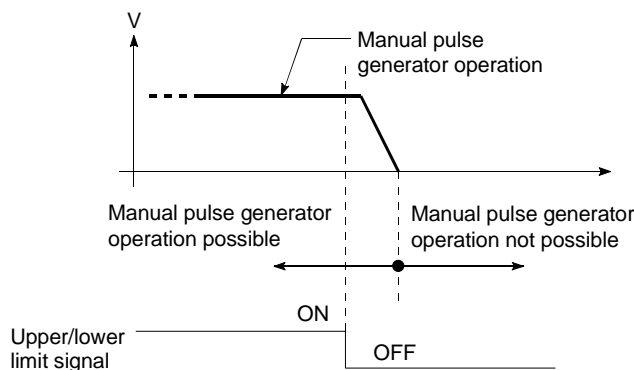 V
Manual pulse
generator operation
Manual pulse generator
operation possible
Manual pulse generator
operation not possible
ON
Upper/lower
limit signal
OFF